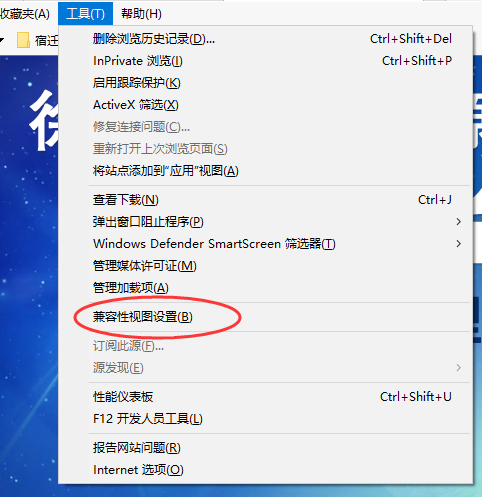 收藏夹(A) 工具(T) 帮助(H)
宿迁
删除浏览历史记录(D)... Ctrl+Shift+Del
InPrivate 浏览(I) Ctrl+Shift+P
启用跟踪保护(K)
ActiveX 筛选(X)
修复连接问题(C)...
重新打开上次浏览页面(S)
将站点添加到“应用”视图(A)
查看下载(N) Ctrl+J
弹出窗口阻止程序(P)
Windows Defender SmartScreen 筛选器(T)
管理媒体许可证(M)
管理加载项(A)
兼容性视图设置(B)
订阅此源(F)...
源发现(E)
性能仪表板 Ctrl+Shift+U
F12 开发人员工具(L)
报告网站问题(R)
Internet 选项(O)